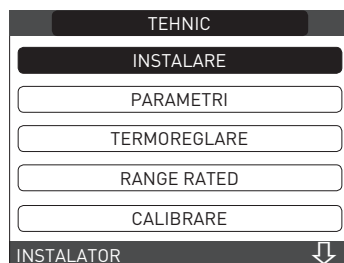 TEHNIC
INSTALARE
PARAMETRI
TERMOREGLARE
RANGE RATED
CALIBRARE
INSTALATOR